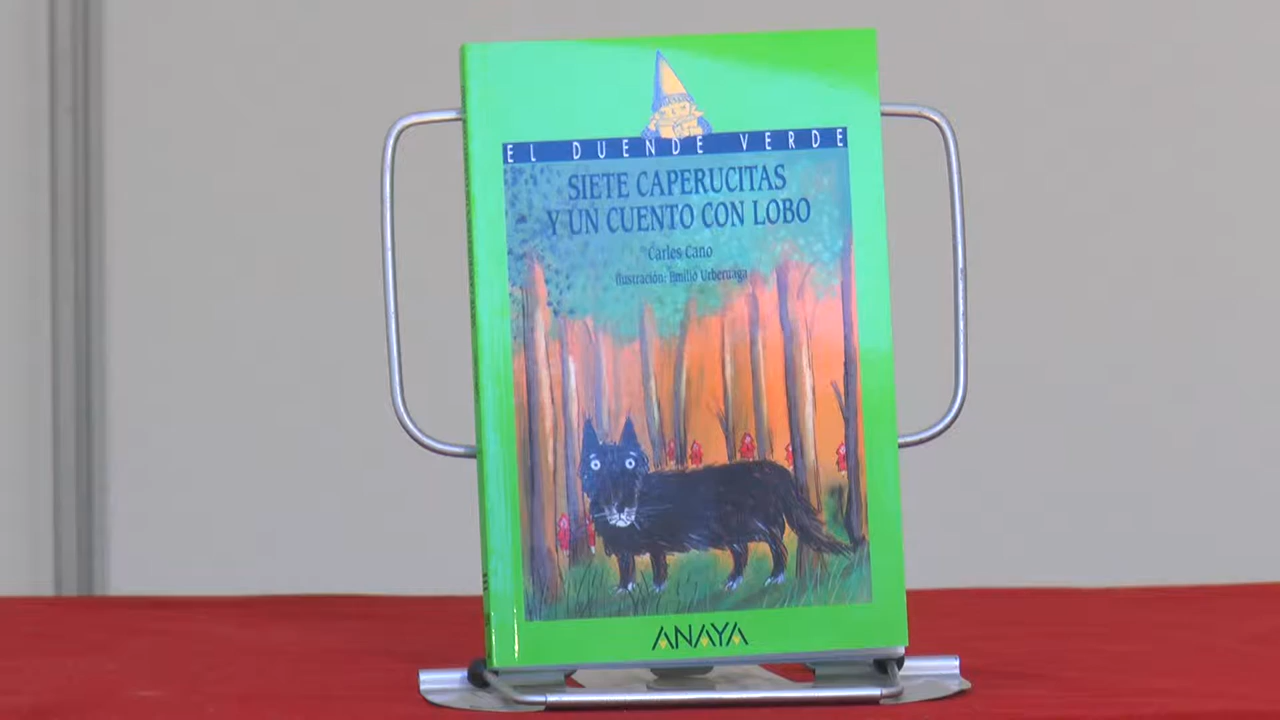 EL DUENDE VERDE
SIETE CAPERUCITAS
Y UN CUENTO CON LOBO
Carles Cano
Ilustración: Emilio Urberuaga
ANAYA